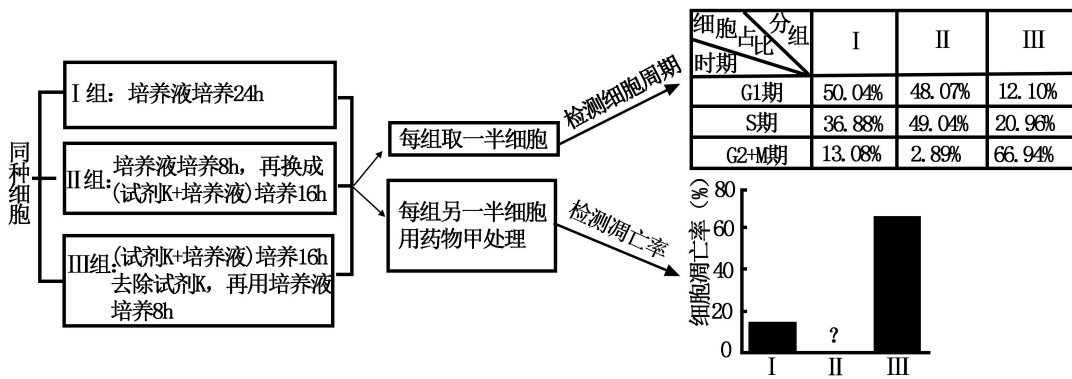 同种细胞
Ⅰ组：培养液培养24h
Ⅱ组：培养液培养8h，再换成
(试剂K+培养液)培养16h
Ⅲ组：(试剂K+培养液)培养16h
去除试剂K，再用培养液
培养8h
每组取一半细胞
每组另一半细胞
用药物甲处理
检测细胞周期
检测凋亡率
细胞占比 分组 时期 Ⅰ Ⅱ Ⅲ
G1期 50.04% 48.07% 12.10%
S期 36.88% 49.04% 20.96%
G2+M期 13.08% 2.89% 66.94%
细胞凋亡率（%）
80
60
40
20
0
?
Ⅰ Ⅱ Ⅲ